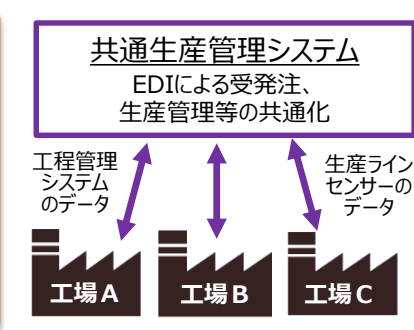 共通生産管理システム
EDIによる受発注、
生産管理等の共通化
工程管理
システム
のデータ
生産ライン
センサーの
データ
工場A
工場B
工場C